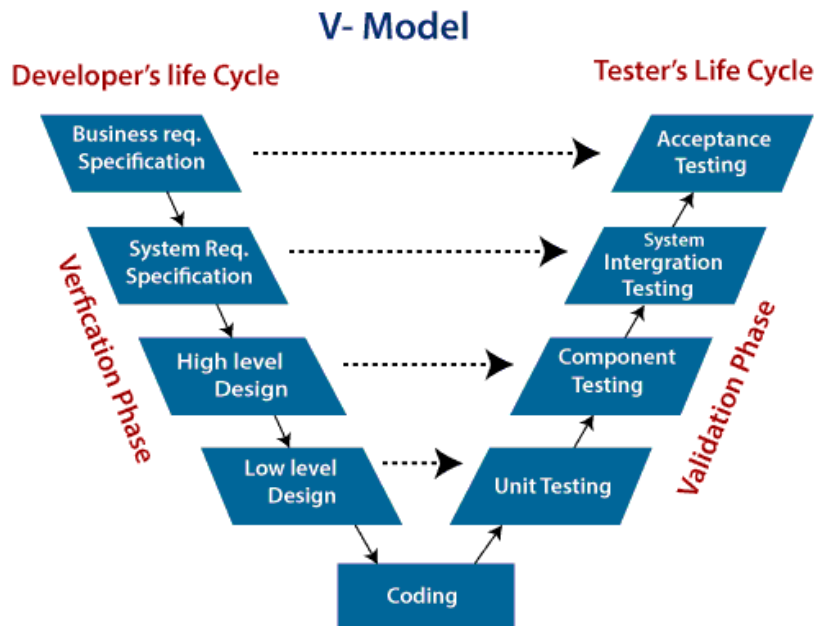 V- Model
Developer's life Cycle
Tester's Life Cycle
Business req.
Specification
Acceptance
Testing
System Req.
Specification
System
Intergration
Testing
Verfication Phase
High level
Design
Component
Testing
Validation Phase
Low level
Design
Unit Testing
Coding